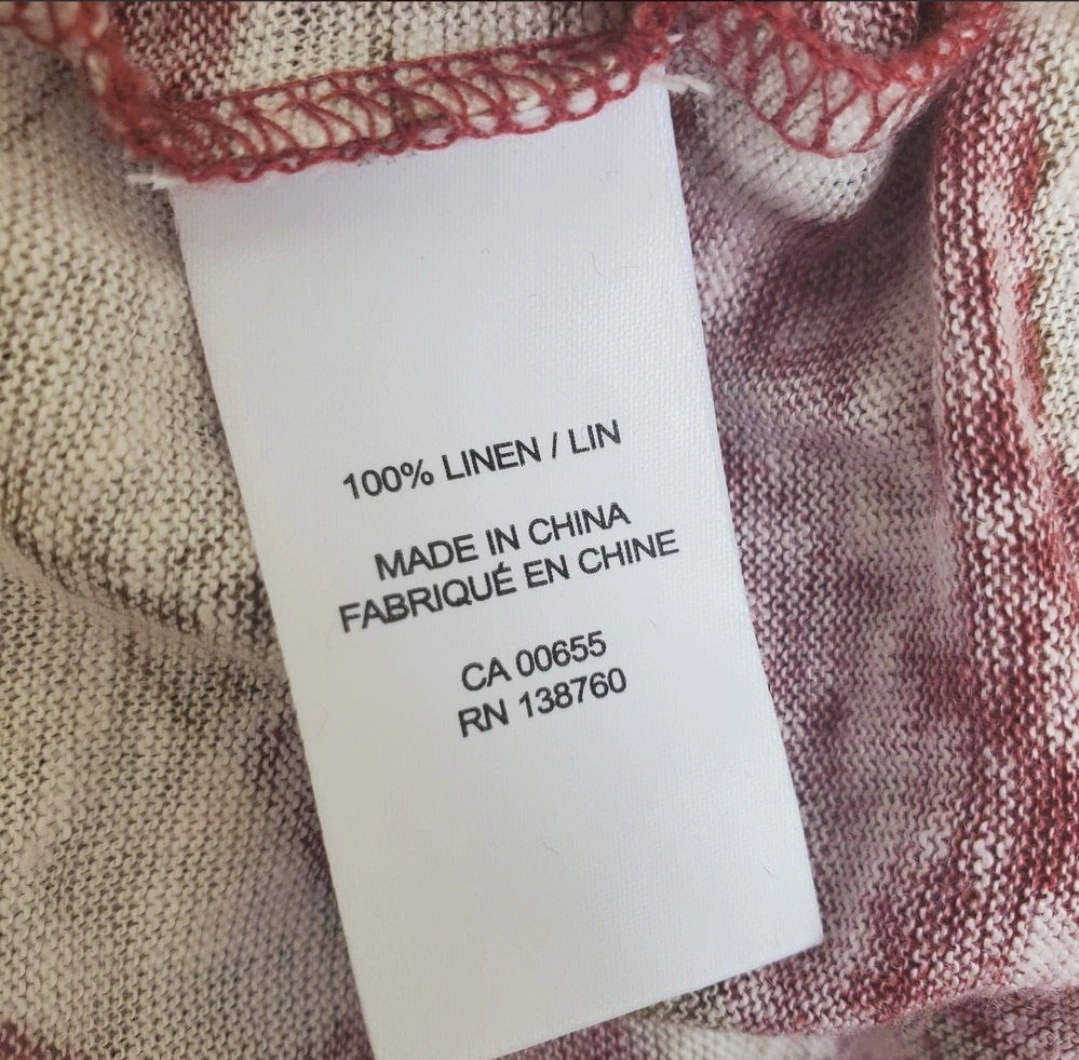 100% LINEN / LIN
MADE IN CHINA
FABRIQUÉ EN CHINE
CA 00655
RN 138760